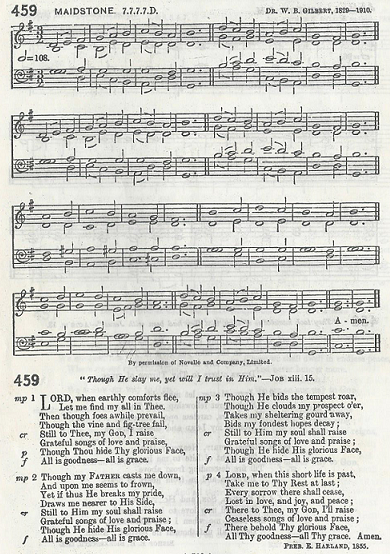 459 MAIDSTONE. 7.7.7.7.D. DR. W. B. GILBERT, 1829–1910.
=108.
A - men.
By permission of Novello and Company, Limited.
459 "Though He slay me, yet will I trust in Him."—JOB xiii. 15.
mp 1 LORD, when earthly comforts flee,
Let me find my all in Thee.
Then though foes awhile prevail,
Though the vine and fig-tree fail,
cr Still to Thee, my God, I raise
Grateful songs of love and praise,
p Though Thou hide Thy glorious Face,
f All is goodness—all is grace.
mp 2 Though my FATHER casts me down,
And upon me seems to frown,
Yet if thus He breaks my pride,
Draws me nearer to His Side,
cr Still to Him my soul shall raise
Grateful songs of love and praise;
Though He hide His glorious Face,
f All is goodness—all is grace.
mp 3 Though He bids the tempest roar,
Though He clouds my prospect o'er,
Takes my sheltering gourd away,
Bids my fondest hopes decay;
cr Still to Him my soul shall raise
Grateful songs of love and praise;
Though He hide His glorious Face,
f All is goodness—all is grace.
p 4 LORD, when this short life is past,
Take me to Thy Rest at last;
Every sorrow there shall cease,
Lost in love, and joy, and peace;
cr There to Thee, my God, I'll raise
Ceaseless songs of love and praise;
f There behold Thy glorious Face,
All Thy goodness—all Thy grace. Amen.
PREB. E. HARLAND, 1855.